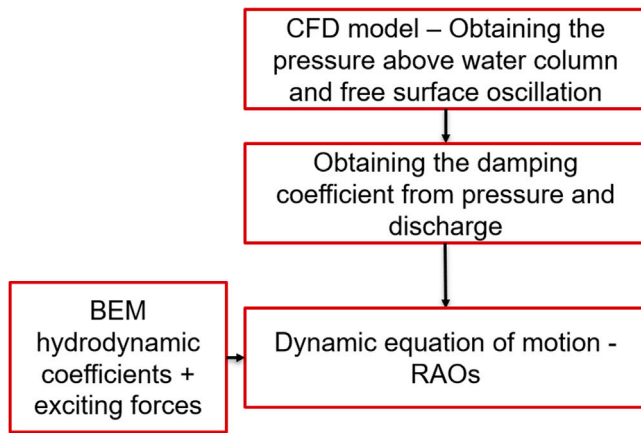 CFD model – Obtaining the
pressure above water column
and free surface oscillation
Obtaining the damping
coefficient from pressure and
discharge
BEM
hydrodynamic
coefficients +
exciting forces
Dynamic equation of motion -
RAOs